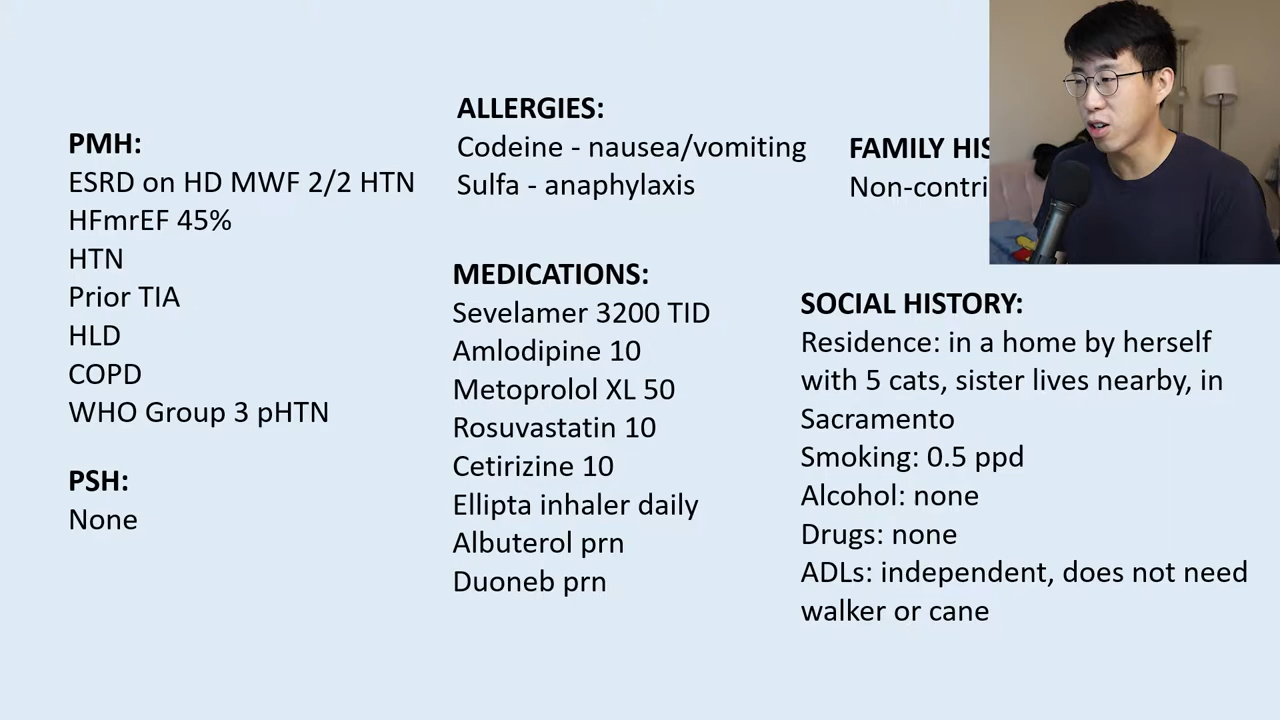 PMH:
ESRD on HD MWF 2/2 HTN
HFmrEF 45%
HTN
Prior TIA
HLD
COPD
WHO Group 3 pHTN
PSH:
None
ALLERGIES:
Codeine - nausea/vomiting
Sulfa - anaphylaxis
MEDICATIONS:
Sevelamer 3200 TID
Amlodipine 10
Metoprolol XL 50
Rosuvastatin 10
Cetirizine 10
Ellipta inhaler daily
Albuterol prn
Duoneb prn
FAMILY HIS
Non-contri
SOCIAL HISTORY:
Residence: in a home by herself
with 5 cats, sister lives nearby, in
Sacramento
Smoking: 0.5 ppd
Alcohol: none
Drugs: none
ADLs: independent, does not need
walker or cane